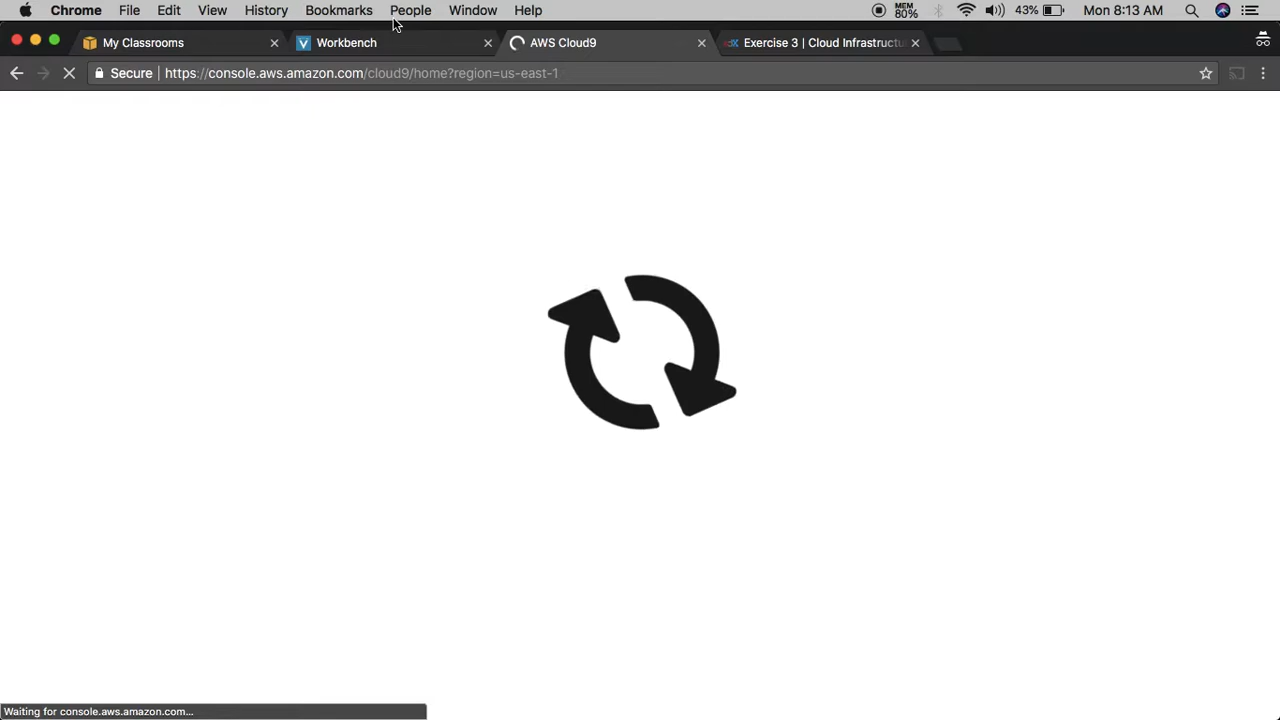 Chrome File Edit View History Bookmarks People Window Help MEM 80% 43% Mon 8:13 AM
My Classrooms Workbench AWS Cloud9 Exercise 3 | Cloud Infrastructu
Secure https://console.aws.amazon.com/cloud9/home?region=us-east-1
Waiting for console.aws.amazon.com...